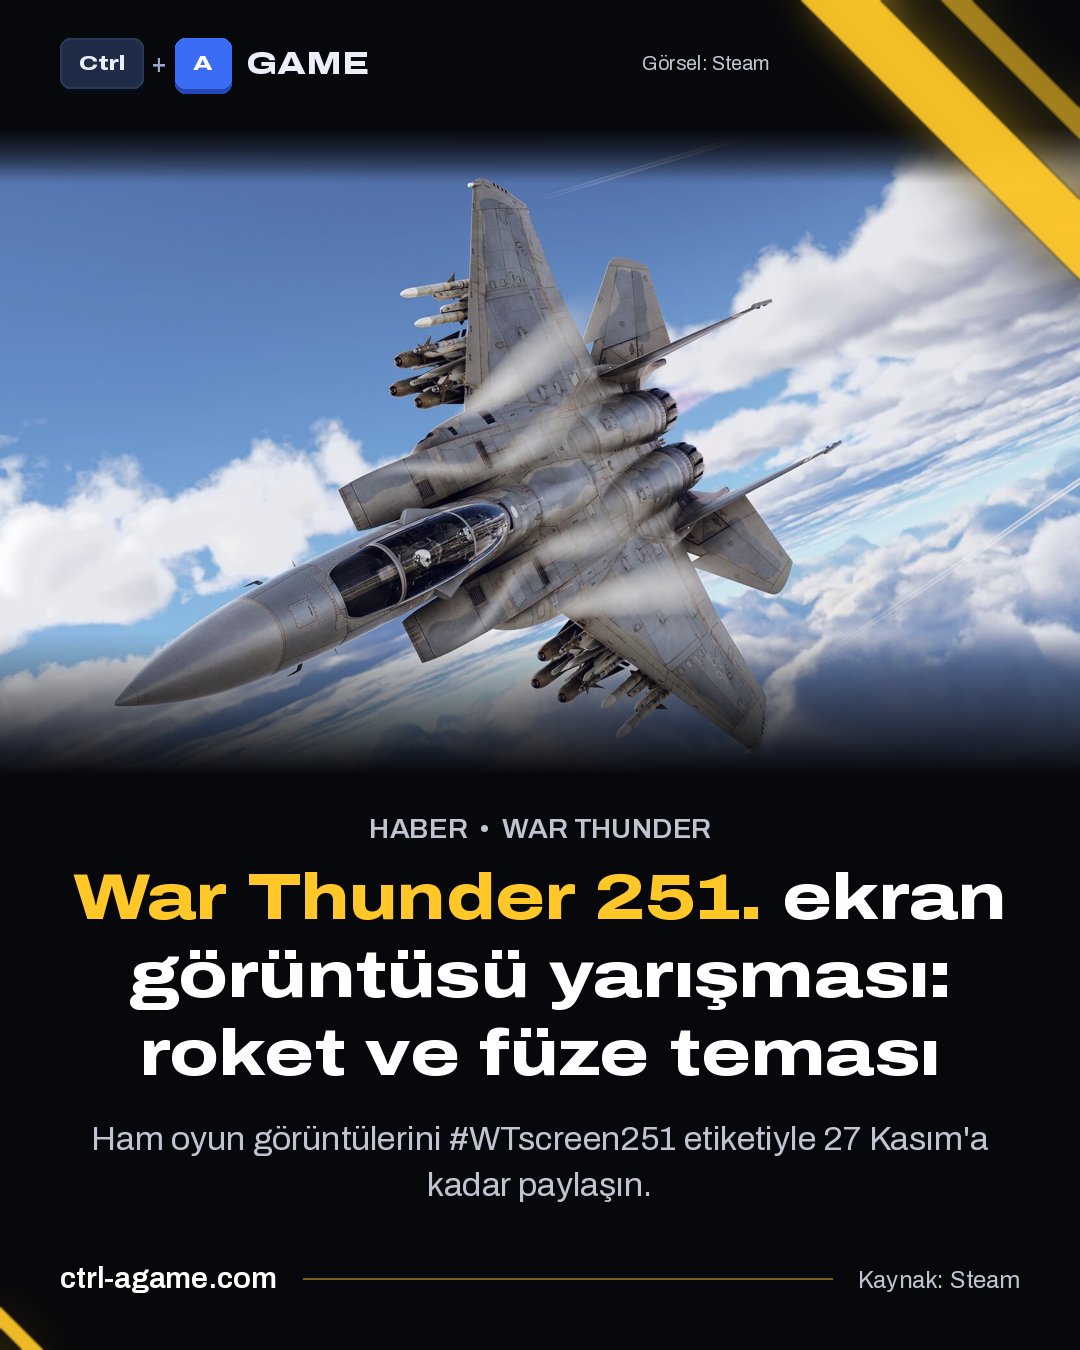 Ctrl + A GAME
Görsel: Steam
HABER • WAR THUNDER
War Thunder 251. ekran
görüntüsü yarışması:
roket ve füze teması
Ham oyun görüntülerini #WTscreen251 etiketiyle 27 Kasım'a
kadar paylaşın.
ctrl-agame.com
Kaynak: Steam